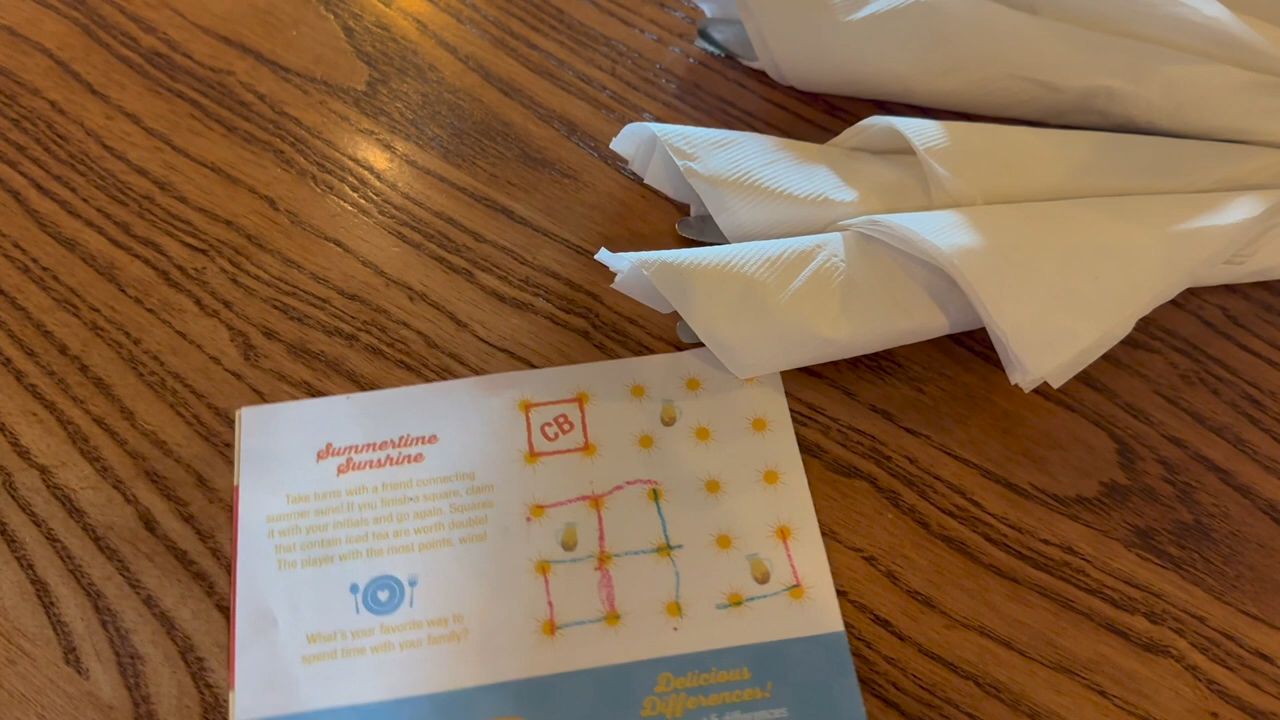 Summertime
Sunshine
Take turns with a friend connecting
summer suns! If you finish a square, claim
it with your initials and go again. Squares
that contain iced tea are worth double!
The player with the most points, wins!
What's your favorite way to
spend time with your family?
CB
Delicious
Differences!
5 differences